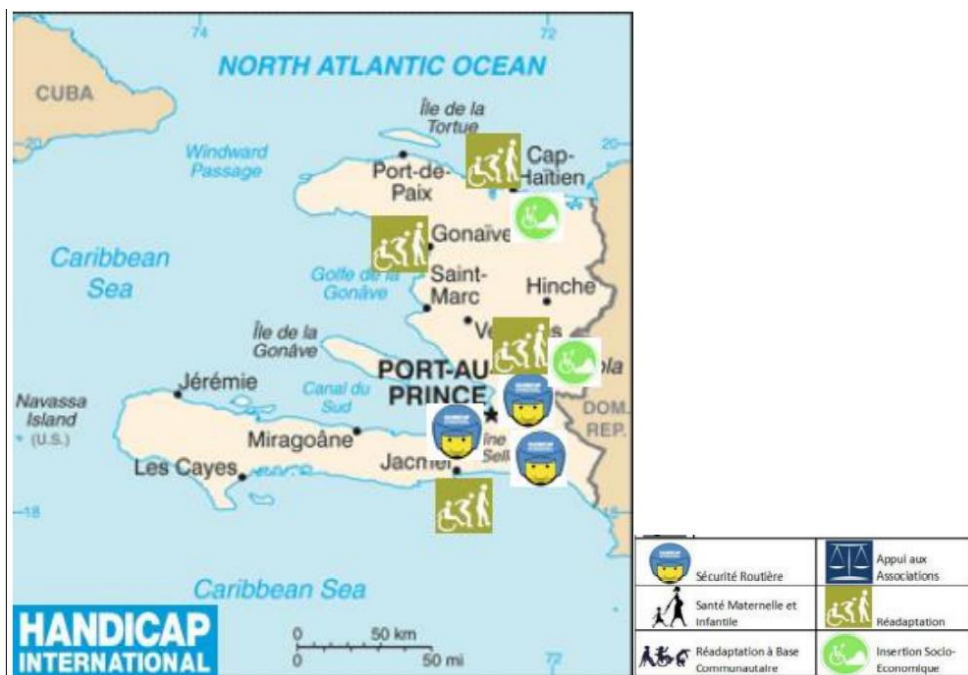 74
72
NORTH ATLANTIC OCEAN
CUBA
Île de la
Tortue
20
20
Windward
Passage
Port-de-
Paix
Cap-
Haïtien
Gonaïve
Caribbean
Sea
Golfe de la
Gonâve
Saint-
Marc
Hinche
Île de la
Gonâve
PORT-AU
PRINCE
Jérémie
Canal du
Sud
Navassa
Island
(U.S.)
DOM.
REP.
Miragoâne
Les Cayes
Jacmel
18
18
Caribbean Sea
HANDICAP
INTERNATIONAL
0 50 km
0 50 mi
72
Sécurité Routière
Appui aux
Associations
Santé Maternelle et
Infantile
Réadaptation
Réadaptation à Base
Communautaire
Insertion Socio-
Economique